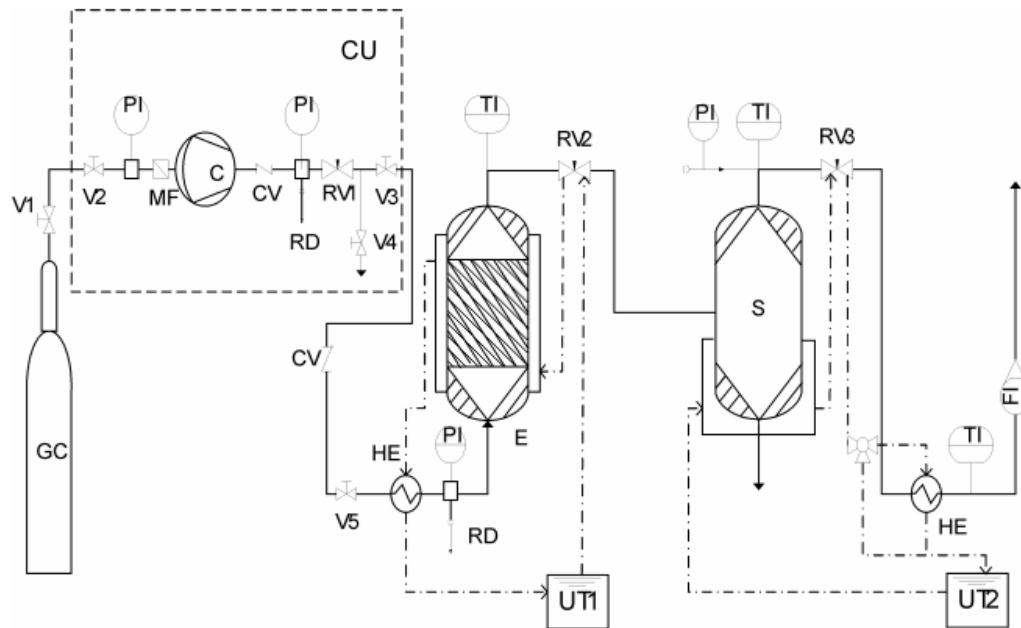 CU
PI
PI
TI
PI
TI
RV2
RV3
C
V1
V2
MF
CV
RV1
V3
RD
V4
S
CV
FI
GC
HE
PI
E
TI
V5
RD
HE
UT1
UT2